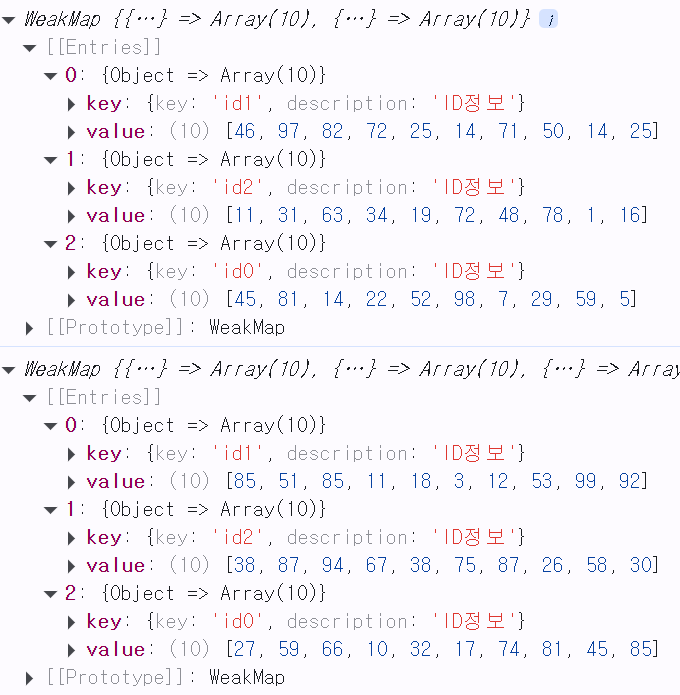 WeakMap {{…} => Array(10), {…} => Array(10)} i
[[Entries]]
0: {Object => Array(10)}
key: {key: 'id1', description: 'ID정보'}
value: (10) [46, 97, 82, 72, 25, 14, 71, 50, 14, 25]
1: {Object => Array(10)}
key: {key: 'id2', description: 'ID정보'}
value: (10) [11, 31, 63, 34, 19, 72, 48, 78, 1, 16]
2: {Object => Array(10)}
key: {key: 'id0', description: 'ID정보'}
value: (10) [45, 81, 14, 22, 52, 98, 7, 29, 59, 5]
[[Prototype]]: WeakMap
WeakMap {{…} => Array(10), {…} => Array(10), {…} => Array
[[Entries]]
0: {Object => Array(10)}
key: {key: 'id1', description: 'ID정보'}
value: (10) [85, 51, 85, 11, 18, 3, 12, 53, 99, 92]
1: {Object => Array(10)}
key: {key: 'id2', description: 'ID정보'}
value: (10) [38, 87, 94, 67, 38, 75, 87, 26, 58, 30]
2: {Object => Array(10)}
key: {key: 'id0', description: 'ID정보'}
value: (10) [27, 59, 66, 10, 32, 17, 74, 81, 45, 85]
[[Prototype]]: WeakMap